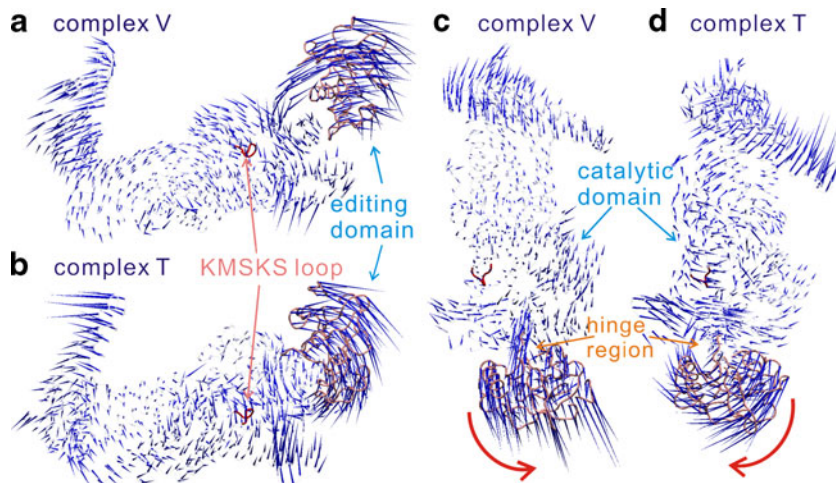 a complex V
b complex T
KMSKS loop
editing
domain
c complex V
d complex T
catalytic
domain
hinge
region